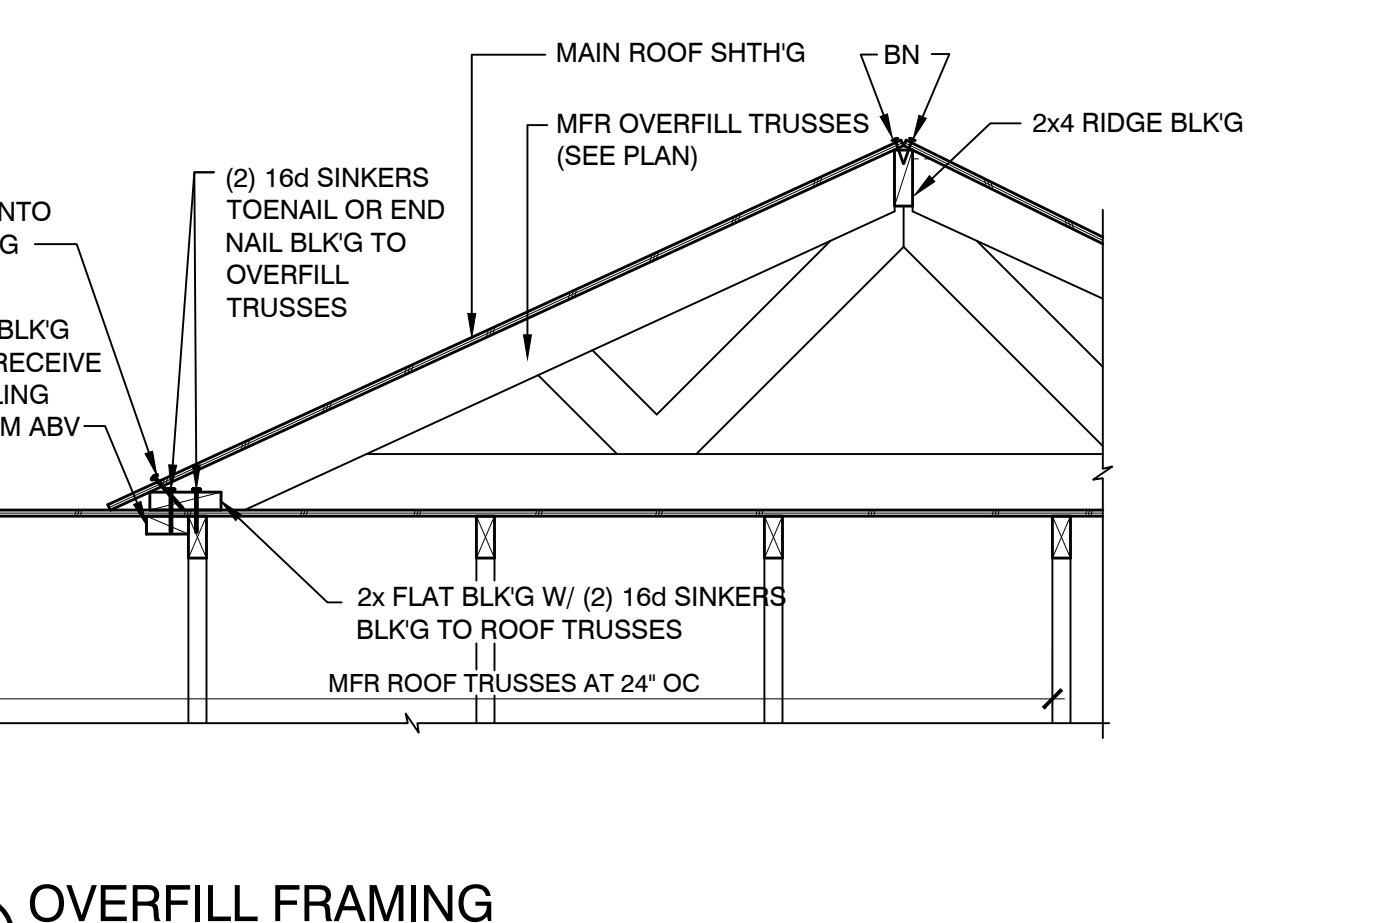 MAIN ROOF SHTH'G
BN
MFR OVERFILL TRUSSES
(SEE PLAN)
2x4 RIDGE BLK'G
(2) 16d SINKERS
TOENAIL OR END
NAIL BLK'G TO
OVERFILL
TRUSSES
NTO
G
BLK'G
RECEIVE
LING
M ABV
2x FLAT BLK'G W/ (2) 16d SINKERS
BLK'G TO ROOF TRUSSES
MFR ROOF TRUSSES AT 24" OC
OVERFILL FRAMING